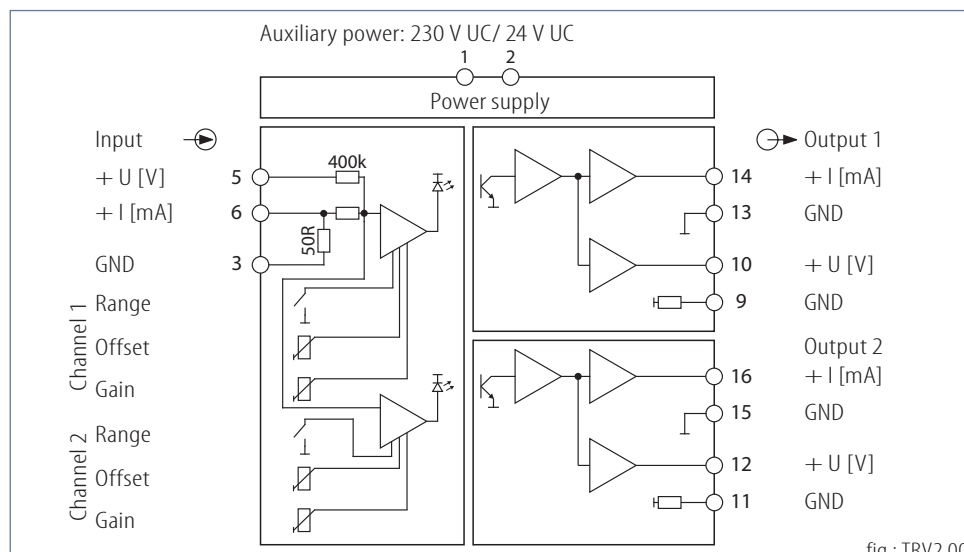 Auxiliary power: 230 V UC/ 24 V UC
1 2
Power supply
Input
Output 1
+ U [V] 5 400k
14 + I [mA]
+ I [mA] 6
13 GND
50R
GND 3
10 + U [V]
Channel 1
Range
9 GND
Offset
Output 2
Gain
16 + I [mA]
15 GND
Channel 2
Range
Offset
12 + U [V]
Gain
11 GND